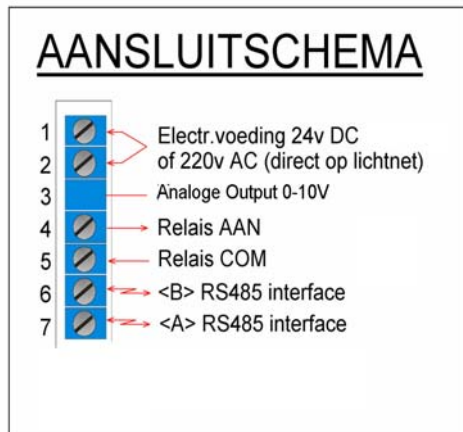 AANSLUITSCHEMA
1 Electr.voeding 24v DC
2 of 220v AC (direct op lichtnet)
3 Analoge Output 0-10V
4 Relais AAN
5 Relais COM
6 <B> RS485 interface
7 <A> RS485 interface